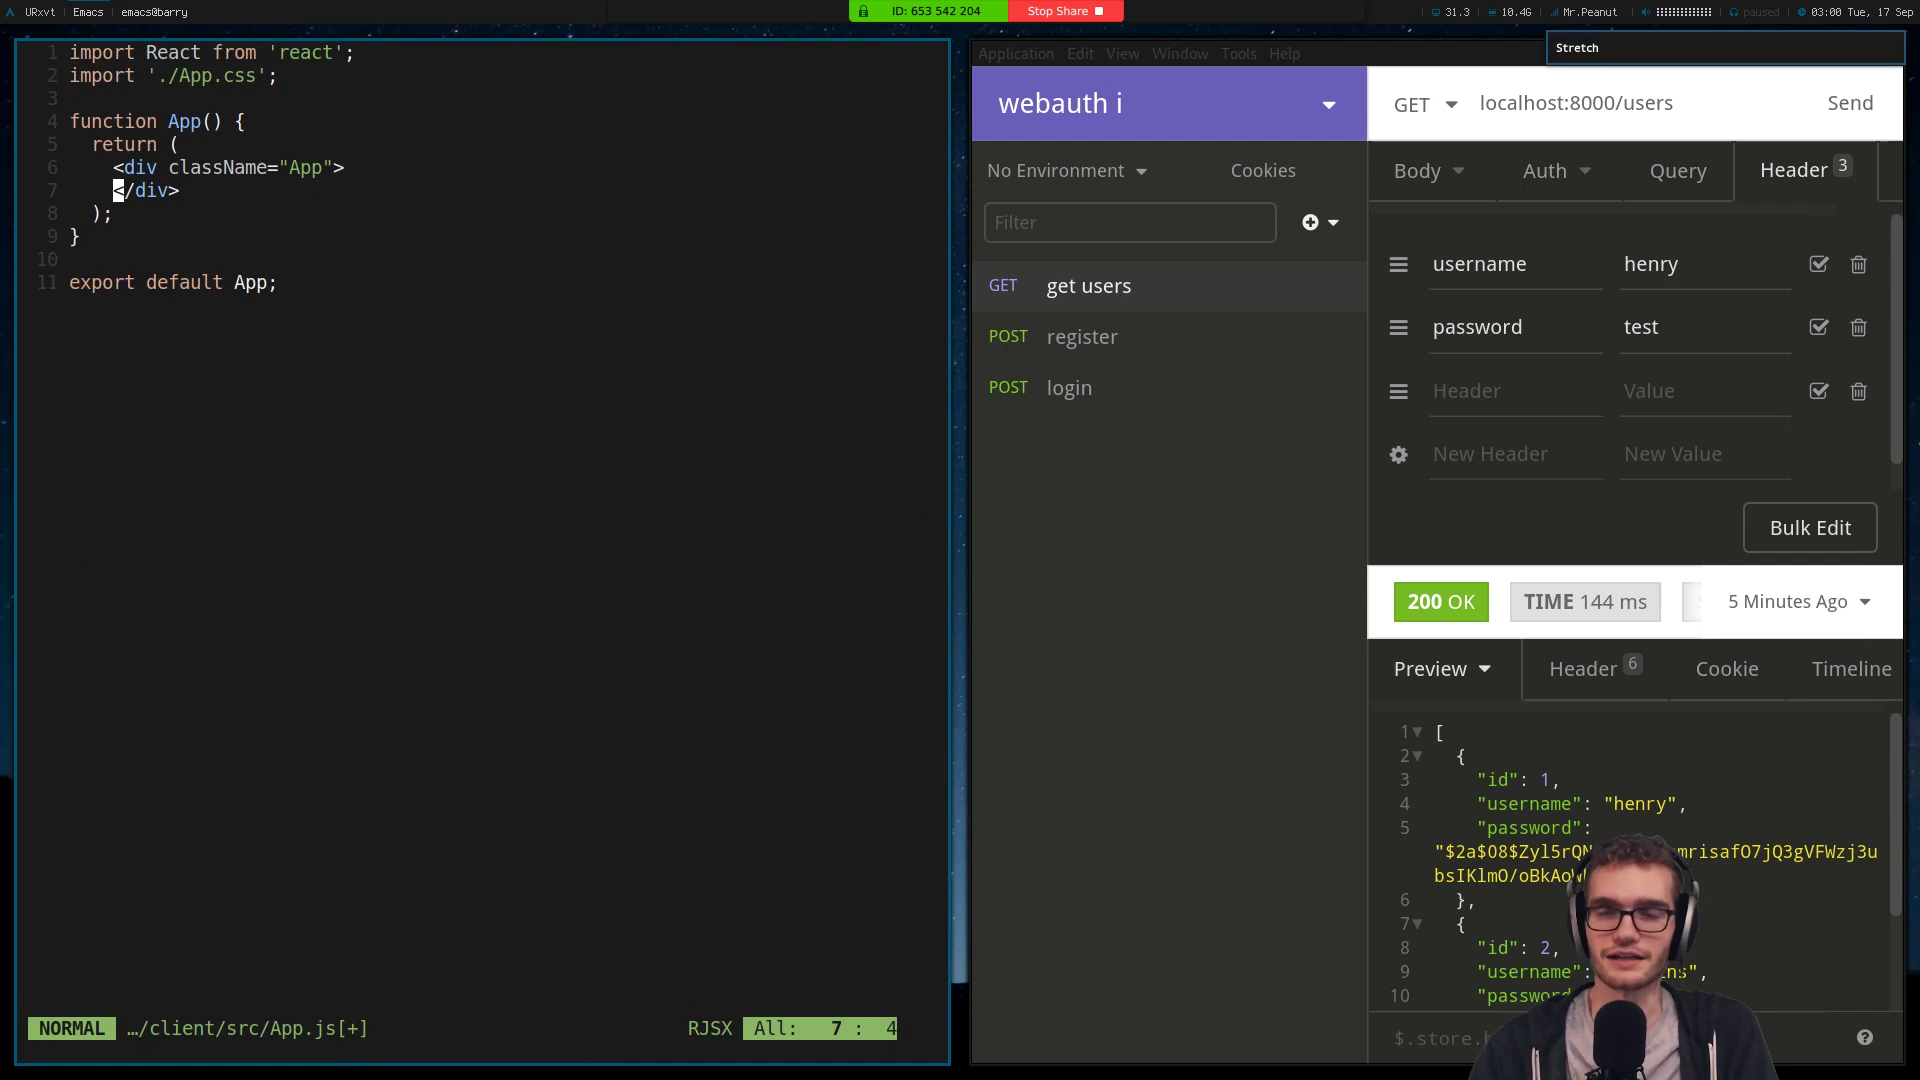 URxvt Emacs emacs@barry
ID: 653 542 204 Stop Share
31.3 10.4G Mr.Peanut paused 03:00 Tue, 17 Sep
Stretch
1 import React from 'react';
2 import './App.css';
3
4 function App() {
5 return (
6 <div className="App">
7 </div>
8 );
9 }
10
11 export default App;
NORMAL …/client/src/App.js[+] RJSX All: 7 : 4
Application Edit View Window Tools Help
webauth i
No Environment Cookies
Filter
GET get users
POST register
POST login
GET localhost:8000/users Send
Body Auth Query Header 3
username henry
password test
Header Value
New Header New Value
Bulk Edit
200 OK TIME 144 ms 5 Minutes Ago
Preview Header 6 Cookie Timeline
1 [
2 {
3 "id": 1,
4 "username": "henry",
5 "password":
6 },
7 {
8 "id": 2,
9 "username":
10
$.store.